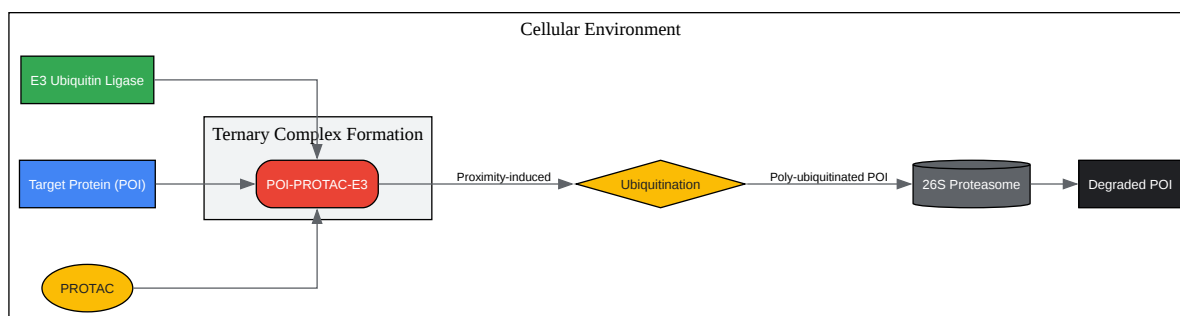 Cellular Environment
E3 Ubiquitin Ligase
Ternary Complex Formation
Target Protein (POI)
POI-PROTAC-E3
Proximity-induced
Ubiquitination
Poly-ubiquitinated POI
26S Proteasome
Degraded POI
PROTAC